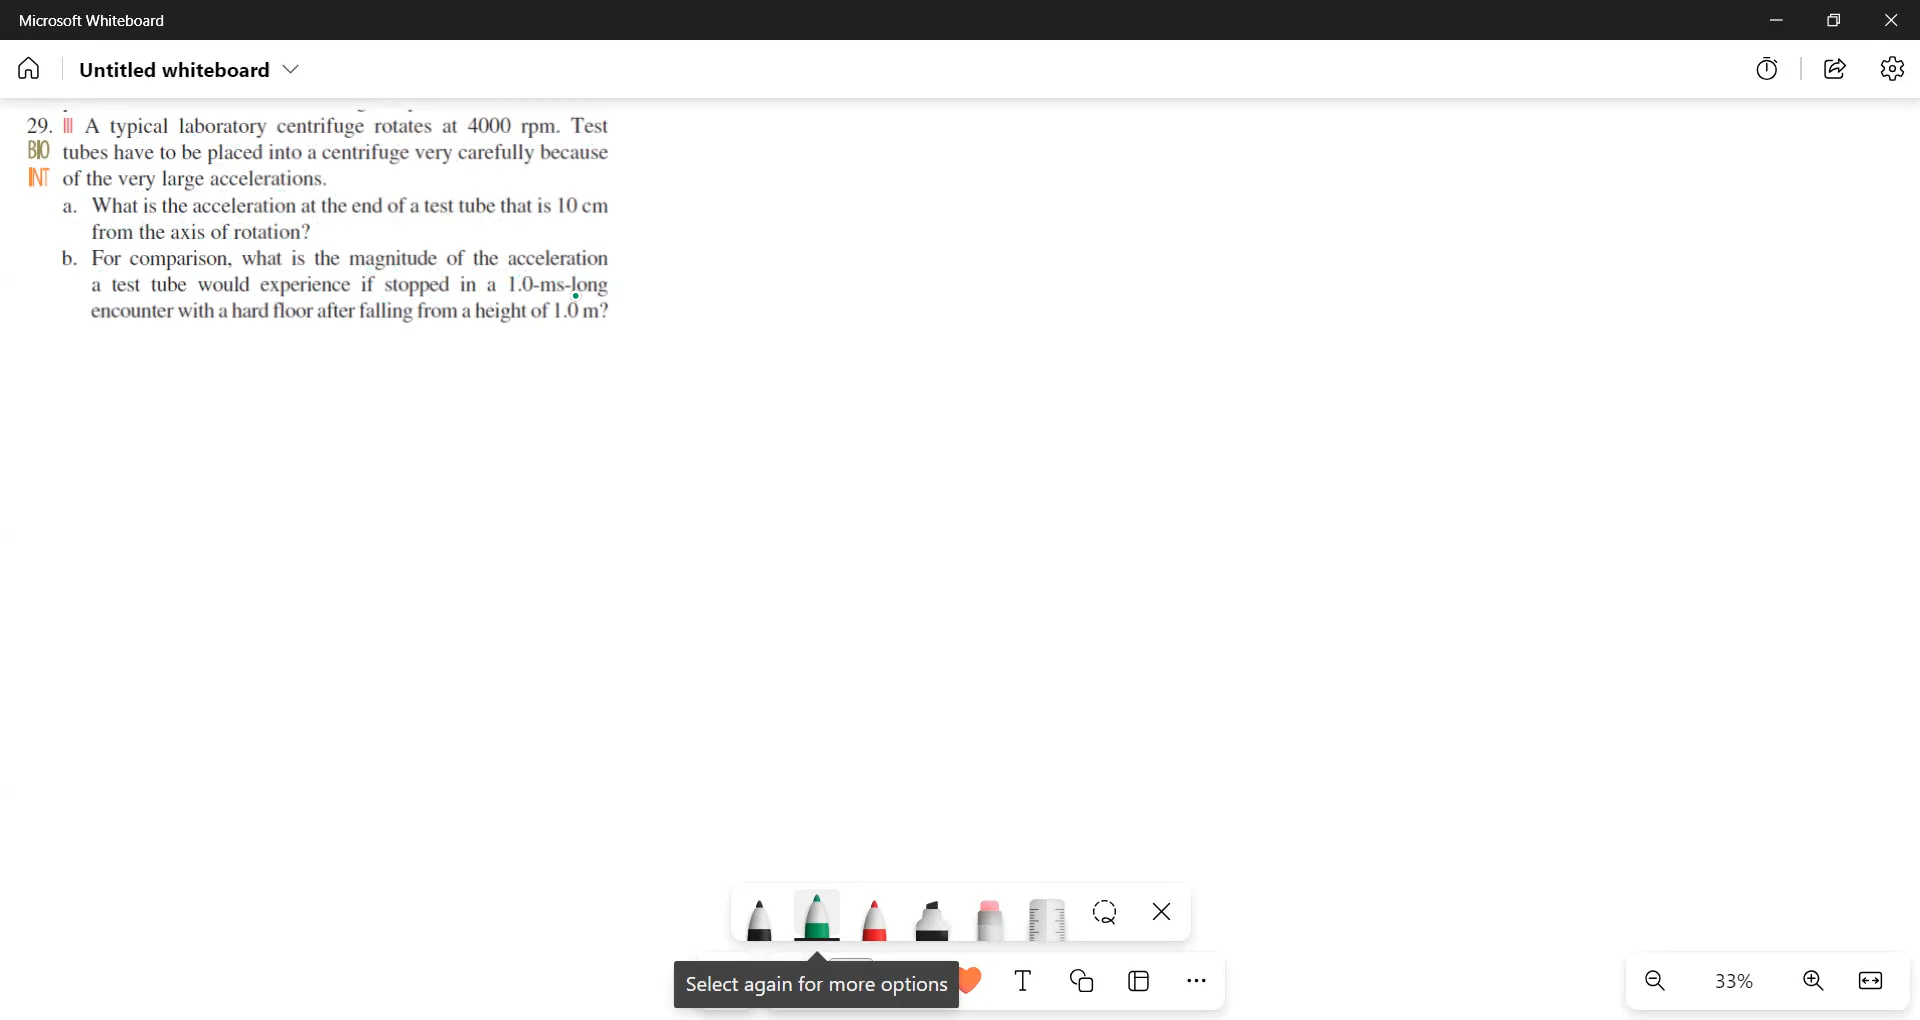 Microsoft Whiteboard
Untitled whiteboard
29. A typical laboratory centrifuge rotates at 4000 rpm. Test
BIO tubes have to be placed into a centrifuge very carefully because
INT of the very large accelerations.
a. What is the acceleration at the end of a test tube that is 10 cm
from the axis of rotation?
b. For comparison, what is the magnitude of the acceleration
a test tube would experience if stopped in a 1.0-ms-long
encounter with a hard floor after falling from a height of 1.0 m?
Select again for more options
33%